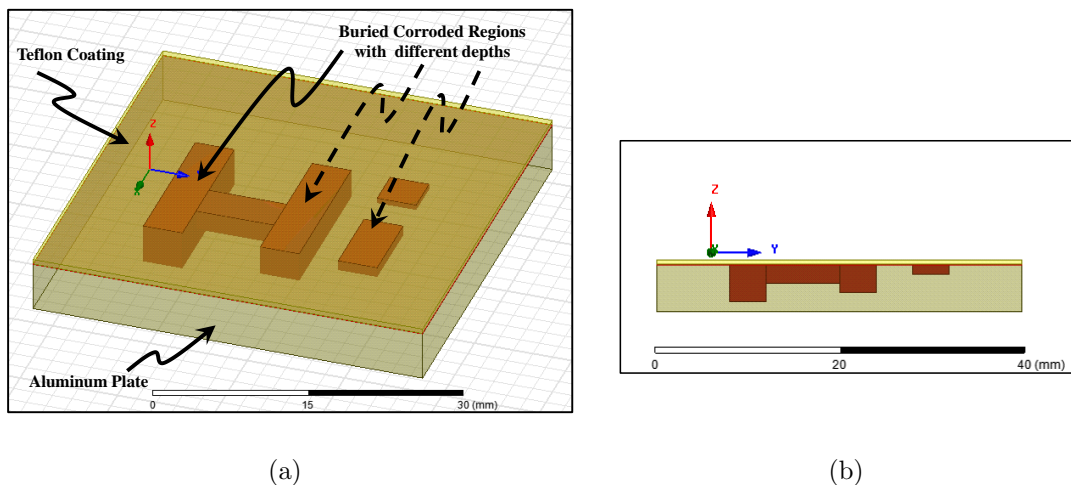 Buried Corroded Regions
with different depths
Teflon Coating
Z
X
Aluminum Plate
0
15
30 (mm)
Z
Y
0
20
40 (mm)
(a)
(b)